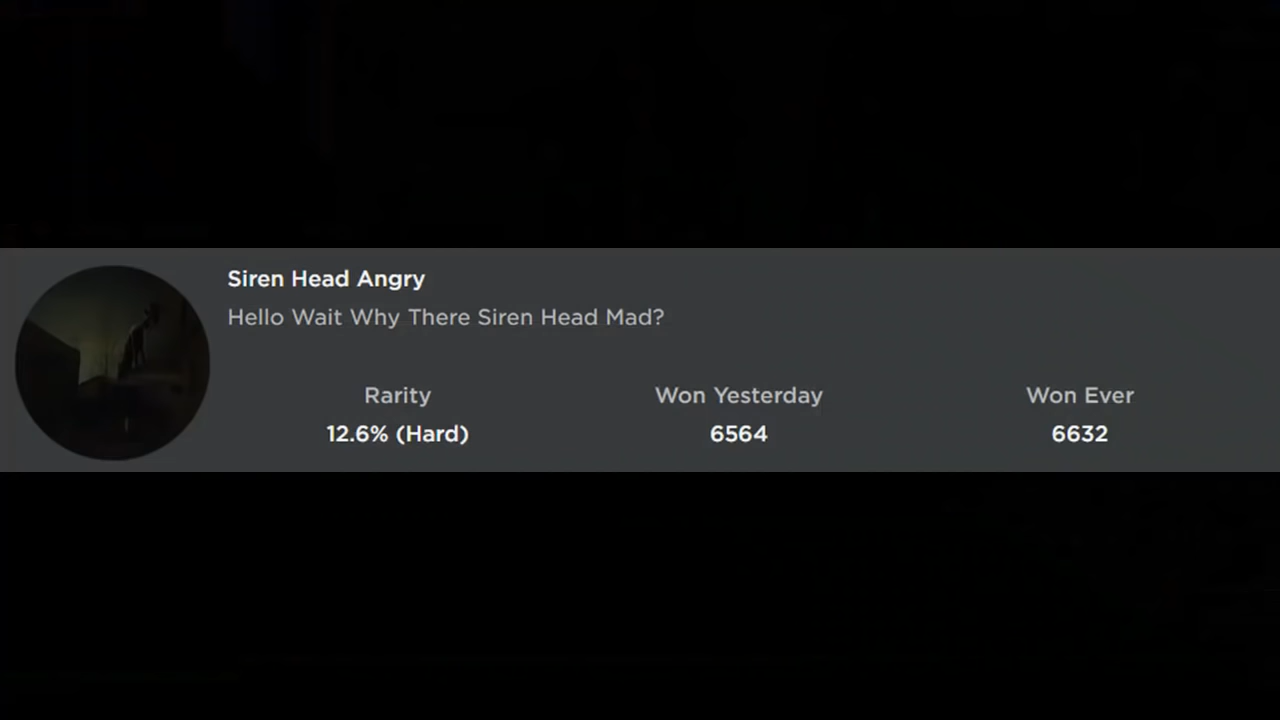 Siren Head Angry
Hello Wait Why There Siren Head Mad?
Rarity Won Yesterday Won Ever
12.6% (Hard) 6564 6632